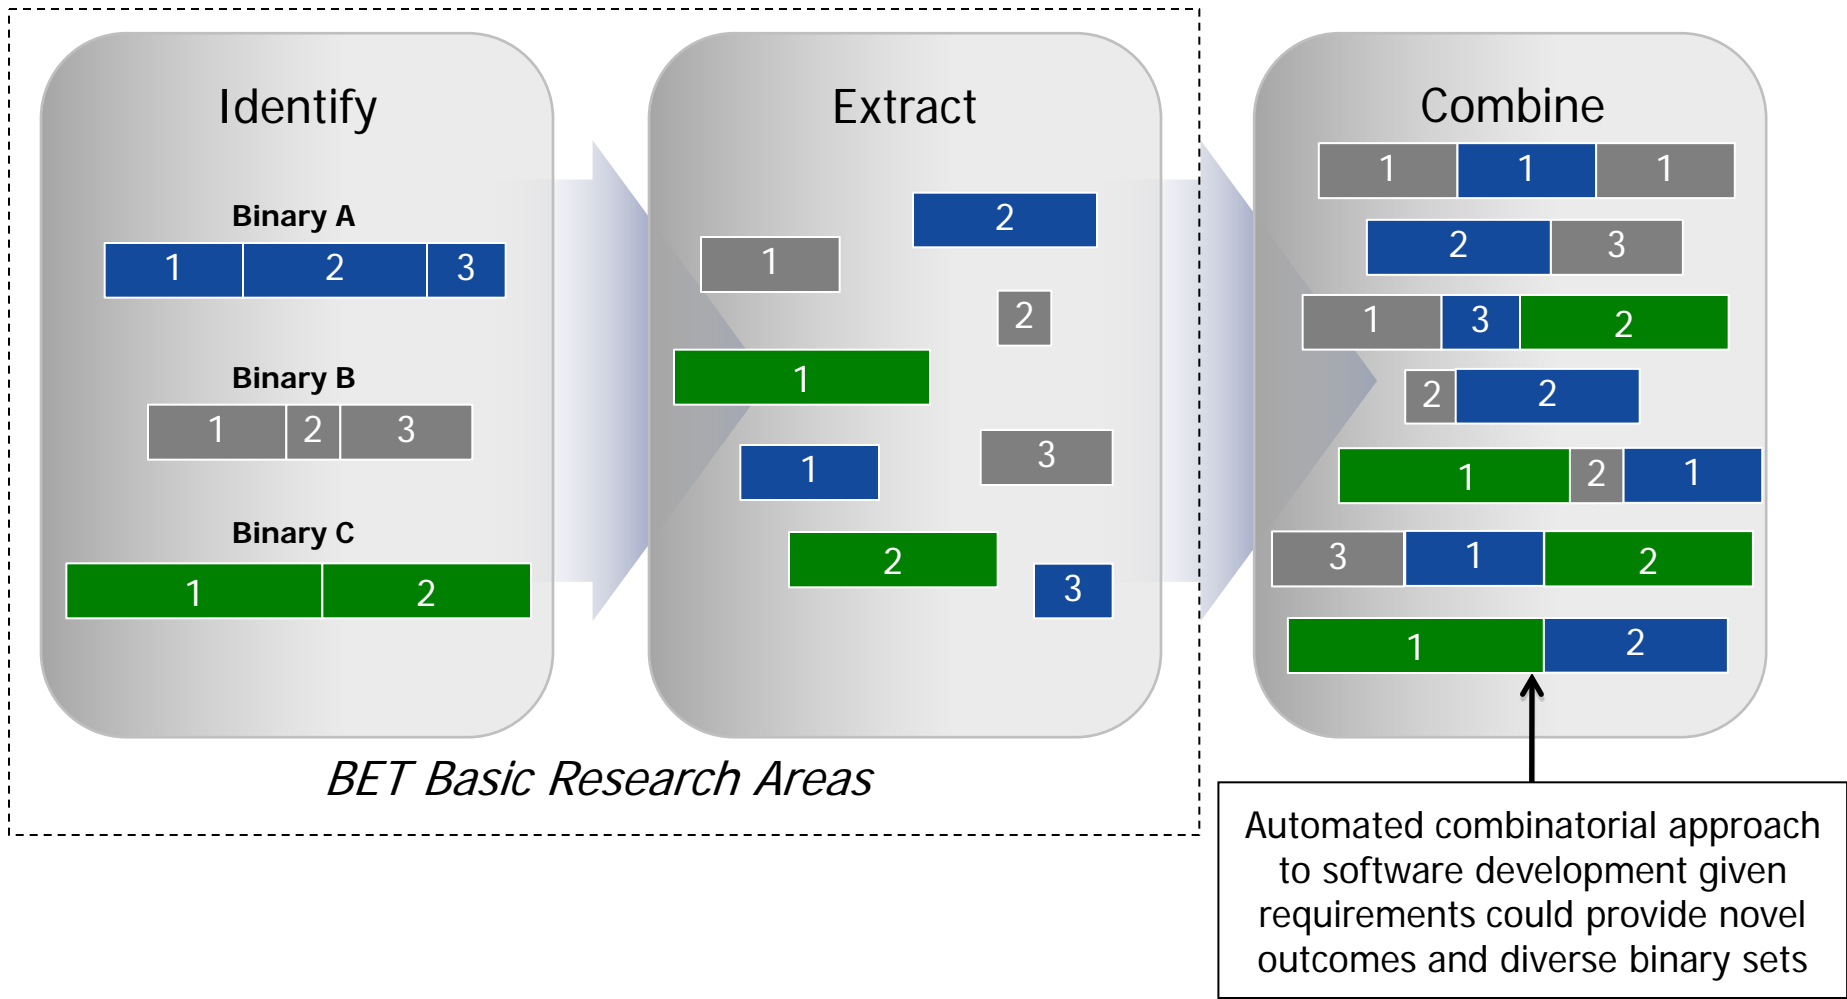 Identify
Binary A
1 2 3
Binary B
1 2 3
Binary C
1 2
Extract
2
1
2
1
3
1
2
3
Combine
1 1 1
2 3
1 3 2
2 2
1 2 1
3 1 2
1 2
BET Basic Research Areas
Automated combinatorial approach
to software development given
requirements could provide novel
outcomes and diverse binary sets